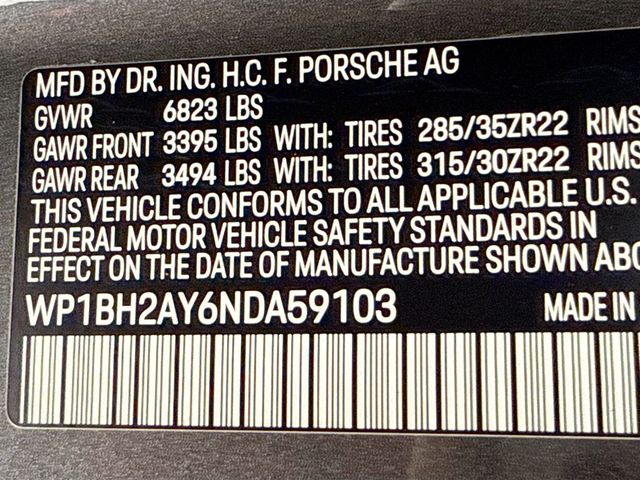 MFD BY DR. ING. H.C. F. PORSCHE AG
GVWR 6823 LBS
GAWR FRONT 3395 LBS WITH: TIRES 285/35ZR22 RIMS
GAWR REAR 3494 LBS WITH: TIRES 315/30ZR22 RIMS
THIS VEHICLE CONFORMS TO ALL APPLICABLE U.S.
FEDERAL MOTOR VEHICLE SAFETY STANDARDS IN
EFFECT ON THE DATE OF MANUFACTURE SHOWN ABO
WP1BH2AY6NDA59103 MADE IN